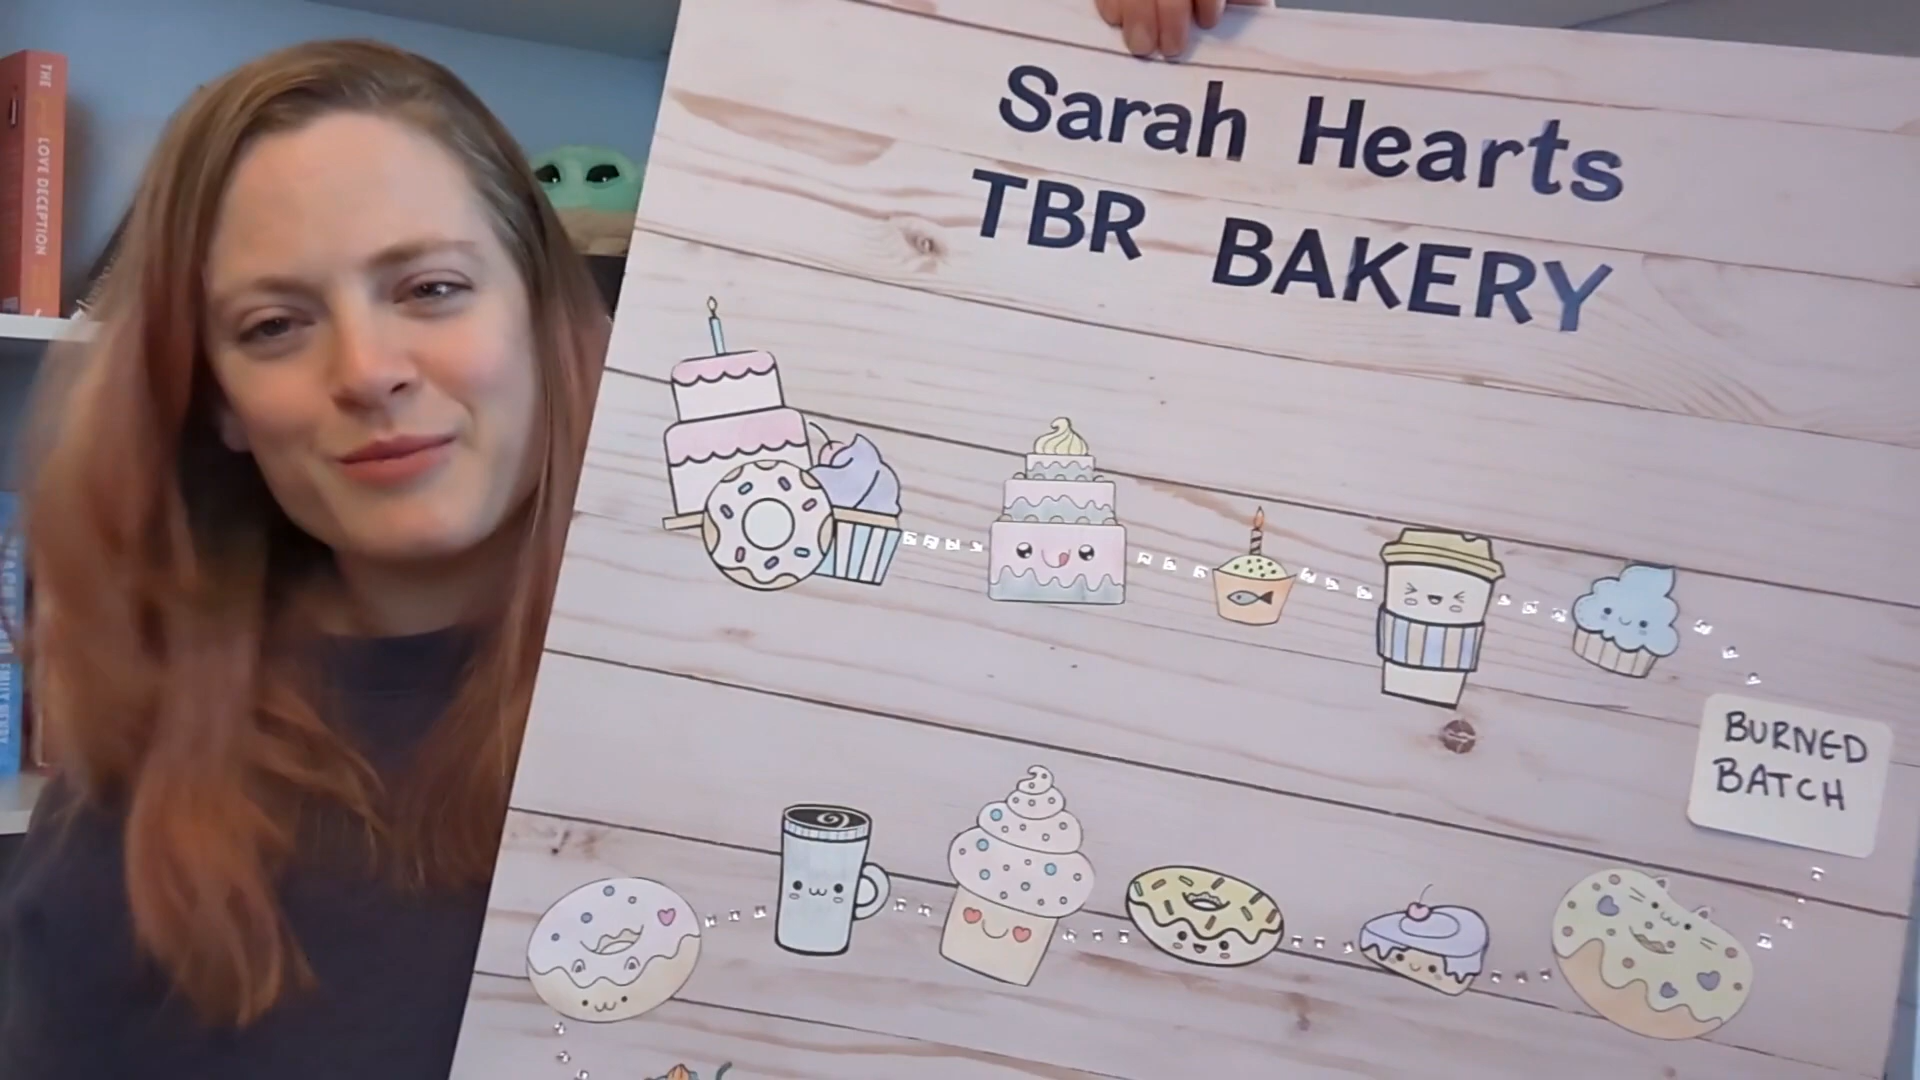 Sarah Hearts
TBR BAKERY
BURNED
BATCH
THE
LOVE DECEPTION